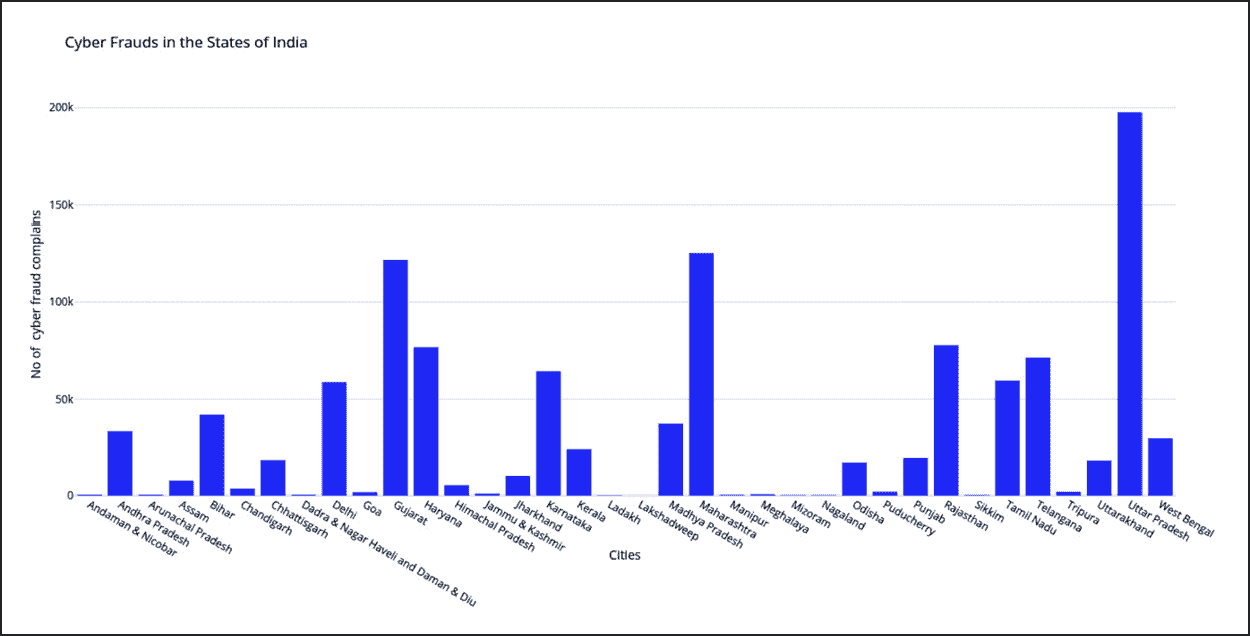 Cyber Frauds in the States of India
No of cyber fraud complains
200k
150k
100k
50k
0
Andaman & Nicobar
Andhra Pradesh
Arunachal Pradesh
Assam
Bihar
Chandigarh
Chhattisgarh
Dadra & Nagar Haveli and Daman & Diu
Delhi
Goa
Gujarat
Haryana
Himachal Pradesh
Jammu & Kashmir
Jharkhand
Karnataka
Kerala
Ladakh
Lakshadweep
Madhya Pradesh
Maharashtra
Manipur
Meghalaya
Mizoram
Nagaland
Odisha
Puducherry
Punjab
Rajasthan
Sikkim
Tamil Nadu
Telangana
Tripura
Uttarakhand
Uttar Pradesh
West Bengal
Cities